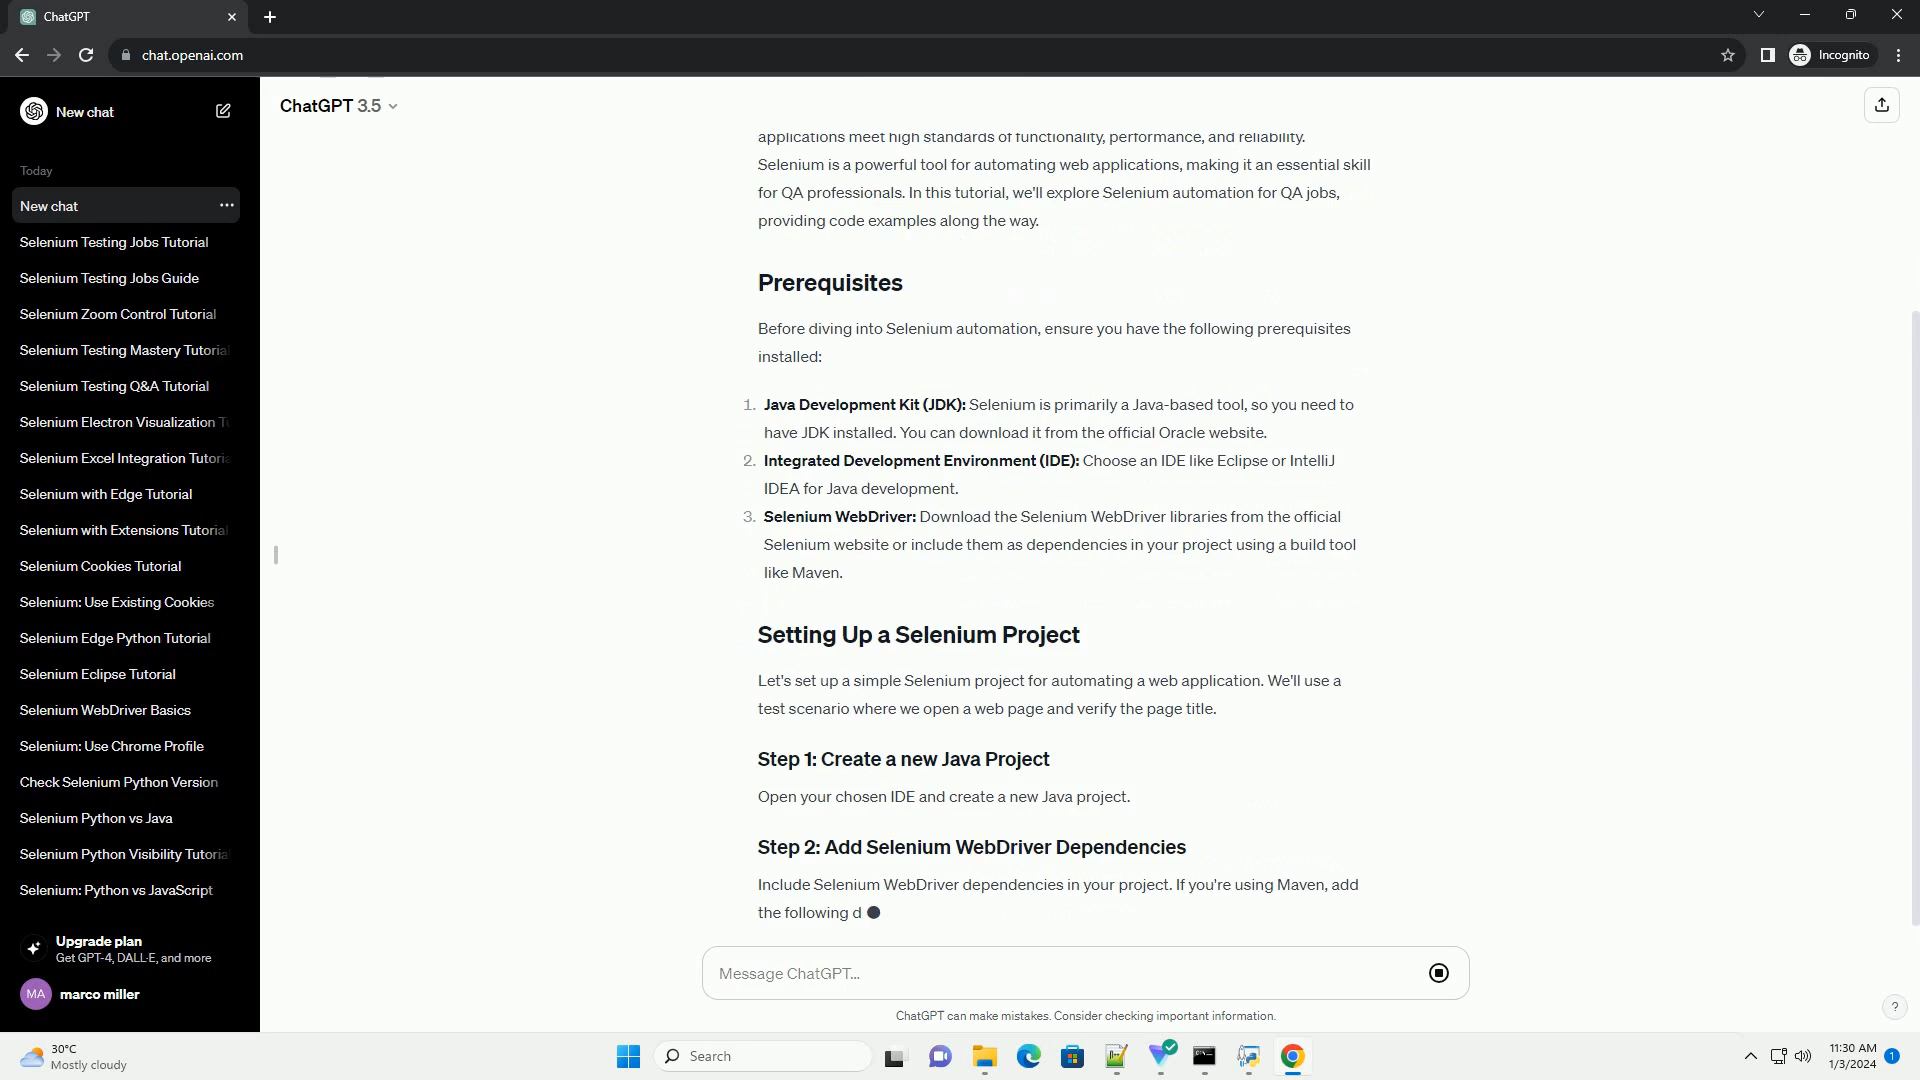 ChatGPT
chat.openai.com
Incognito
New chat
Today
New chat
Selenium Testing Jobs Tutorial
Selenium Testing Jobs Guide
Selenium Zoom Control Tutorial
Selenium Testing Mastery Tutoria
Selenium Testing Q&A Tutorial
Selenium Electron Visualization T
Selenium Excel Integration Tutoria
Selenium with Edge Tutorial
Selenium with Extensions Tutorial
Selenium Cookies Tutorial
Selenium: Use Existing Cookies
Selenium Edge Python Tutorial
Selenium Eclipse Tutorial
Selenium WebDriver Basics
Selenium: Use Chrome Profile
Check Selenium Python Version
Selenium Python vs Java
Selenium Python Visibility Tutoria
Selenium: Python vs JavaScript
Upgrade plan
Get GPT-4, DALL·E, and more
MA marco miller
ChatGPT 3.5
applications meet high standards of functionality, performance, and reliability.
Selenium is a powerful tool for automating web applications, making it an essential skill
for QA professionals. In this tutorial, we'll explore Selenium automation for QA jobs,
providing code examples along the way.
Prerequisites
Before diving into Selenium automation, ensure you have the following prerequisites
installed:
1. Java Development Kit (JDK): Selenium is primarily a Java-based tool, so you need to
have JDK installed. You can download it from the official Oracle website.
2. Integrated Development Environment (IDE): Choose an IDE like Eclipse or IntelliJ
IDEA for Java development.
3. Selenium WebDriver: Download the Selenium WebDriver libraries from the official
Selenium website or include them as dependencies in your project using a build tool
like Maven.
Setting Up a Selenium Project
Let's set up a simple Selenium project for automating a web application. We'll use a
test scenario where we open a web page and verify the page title.
Step 1: Create a new Java Project
Open your chosen IDE and create a new Java project.
Step 2: Add Selenium WebDriver Dependencies
Include Selenium WebDriver dependencies in your project. If you're using Maven, add
the following d
Message ChatGPT...
ChatGPT can make mistakes. Consider checking important information.
?
30°C
Mostly cloudy
Search
11:30 AM
1/3/2024
1